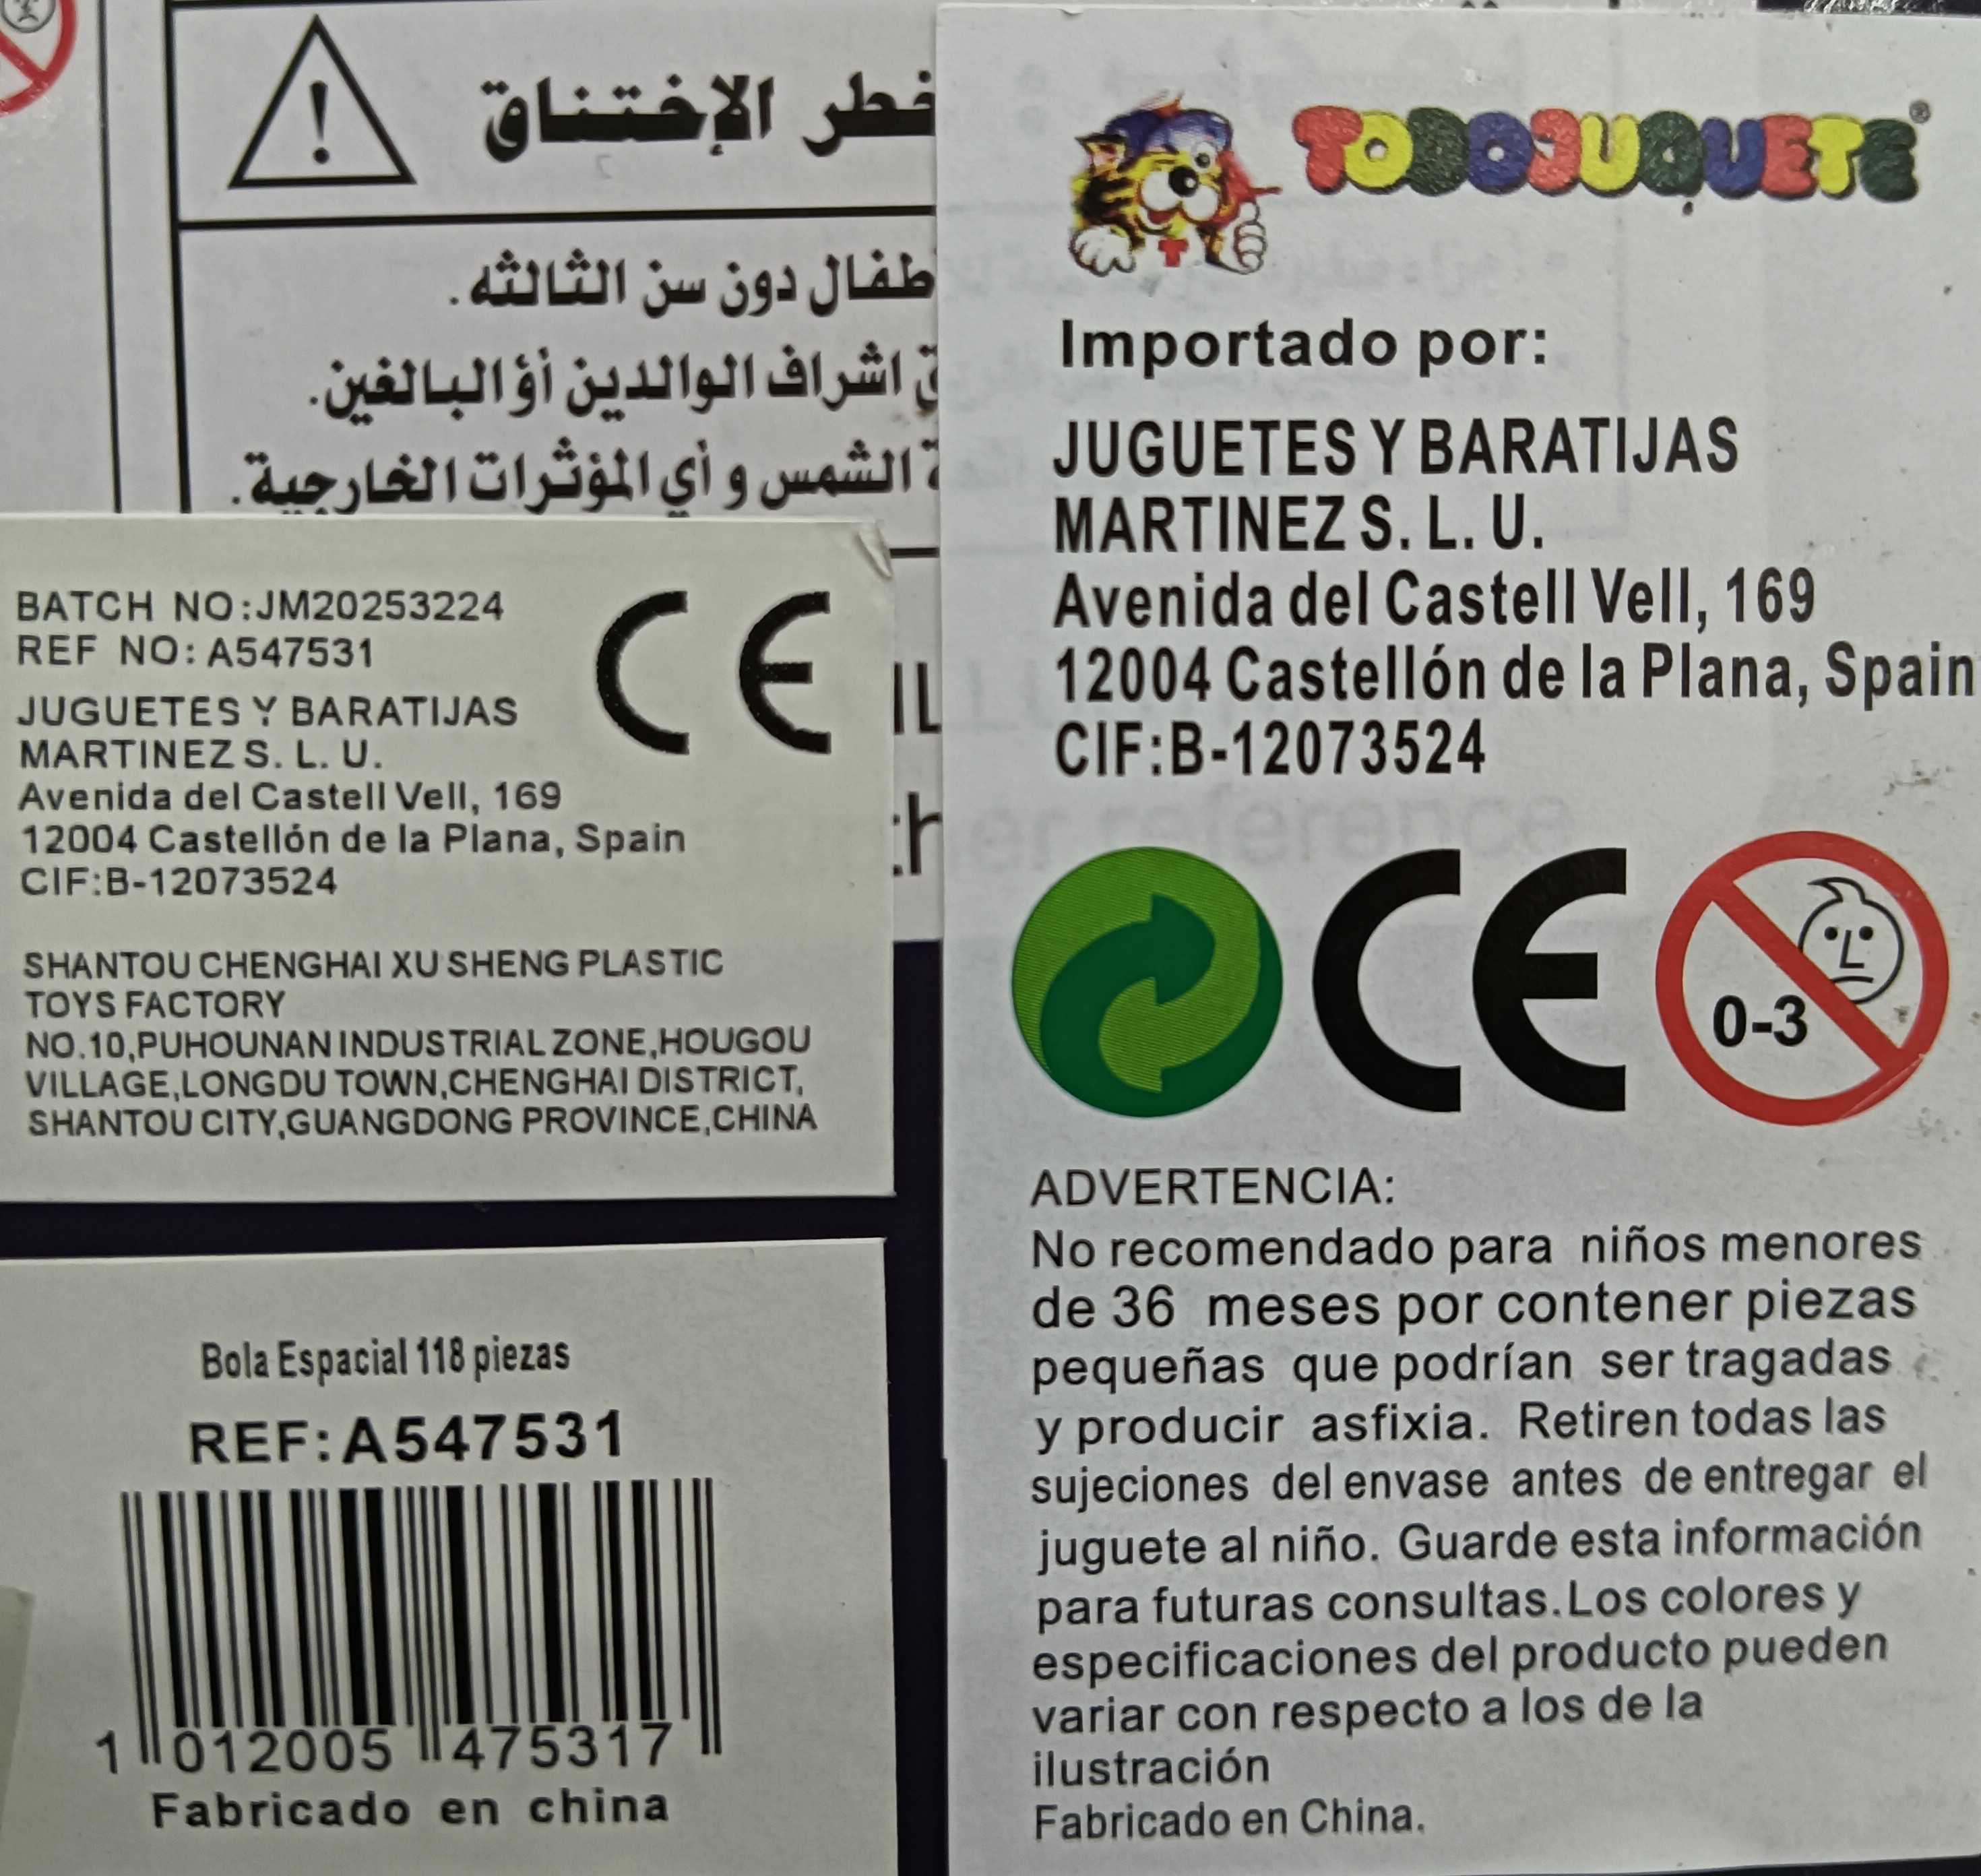 خطر الإختناق
أطفال دون سن الثالثه.
اشراف الوالدين أؤ البالغين.
الشمس و أي المؤثرات الخارجية.
BATCH NO:JM20253224
REF NO: A547531
JUGUETES Y BARATIJAS
MARTINEZ S. L. U.
Avenida del Castell Vell, 169
12004 Castellón de la Plana, Spain
CIF:B-12073524
CE
SHANTOU CHENGHAI XU SHENG PLASTIC
TOYS FACTORY
NO.10,PUHOUNAN INDUSTRIAL ZONE,HOUGOU
VILLAGE,LONGDU TOWN,CHENGHAI DISTRICT,
SHANTOU CITY,GUANGDONG PROVINCE,CHINA
Bola Espacial 118 piezas
REF:A547531
1 012005 475317
Fabricado en china
TODOJUQUETE®
Importado por:
JUGUETES Y BARATIJAS
MARTINEZ S. L. U.
Avenida del Castell Vell, 169
12004 Castellón de la Plana, Spain
CIF:B-12073524
CE
0-3
ADVERTENCIA:
No recomendado para niños menores
de 36 meses por contener piezas
pequeñas que podrían ser tragadas
y producir asfixia. Retiren todas las
sujeciones del envase antes de entregar el
juguete al niño. Guarde esta información
para futuras consultas.Los colores y
especificaciones del producto pueden
variar con respecto a los de la
ilustración
Fabricado en China.